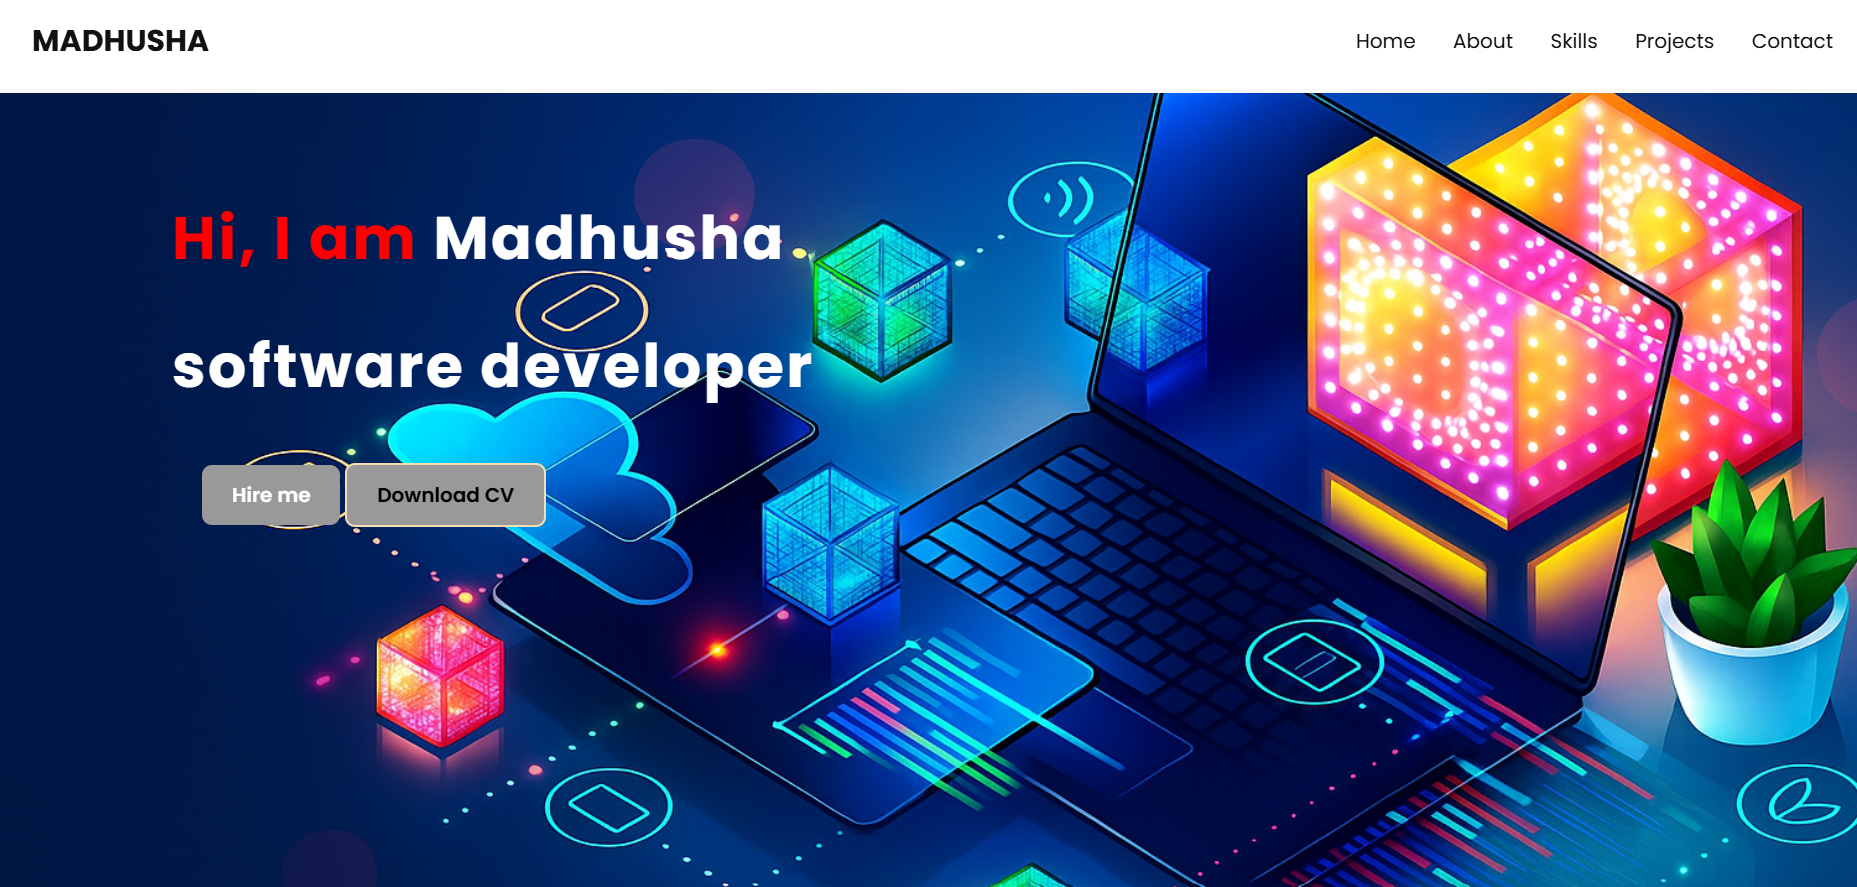 MADHUSHA
Home About Skills Projects Contact
Hi, I am Madhusha
software developer
Hire me Download CV